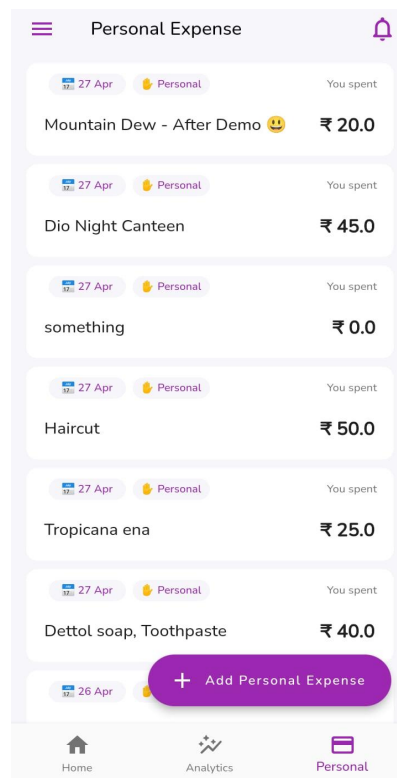 Personal Expense
27 Apr Personal You spent
Mountain Dew - After Demo 😃 ₹ 20.0
27 Apr Personal You spent
Dio Night Canteen ₹ 45.0
27 Apr Personal You spent
something ₹ 0.0
27 Apr Personal You spent
Haircut ₹ 50.0
27 Apr Personal You spent
Tropicana ena ₹ 25.0
27 Apr Personal You spent
Dettol soap, Toothpaste ₹ 40.0
26 Apr
+ Add Personal Expense
Home Analytics Personal